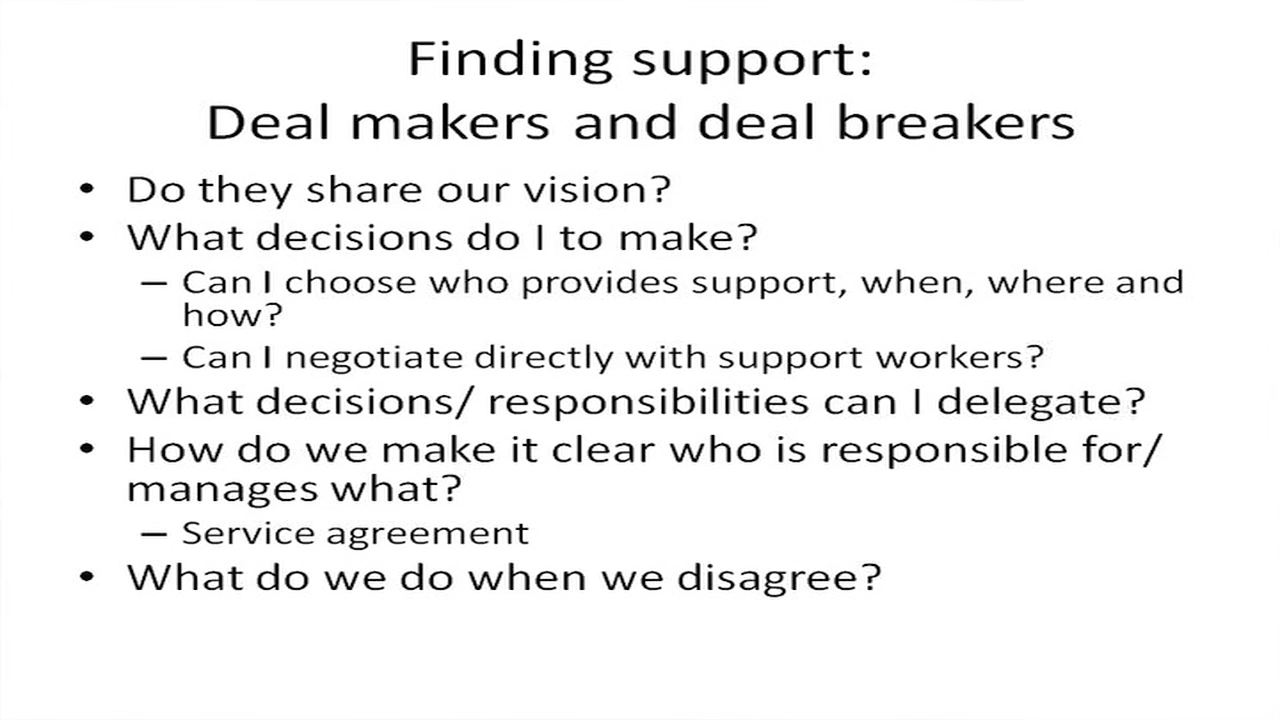 Finding support:
Deal makers and deal breakers
• Do they share our vision?
• What decisions do I to make?
– Can I choose who provides support, when, where and
how?
– Can I negotiate directly with support workers?
• What decisions/ responsibilities can I delegate?
• How do we make it clear who is responsible for/
manages what?
– Service agreement
• What do we do when we disagree?